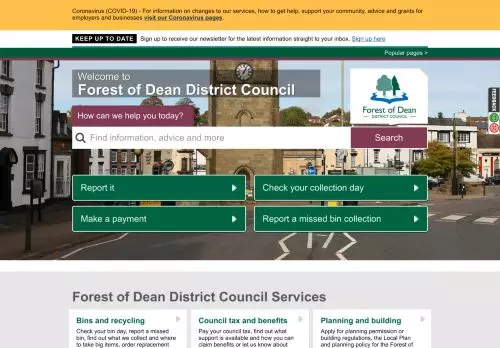 Coronavirus (COVID-19) - For information on changes to our services, how to get help, support your community, advice and grants for
employers and businesses visit our Coronavirus pages.
KEEP UP TO DATE Sign up to receive our newsletter for the latest information straight to your inbox. Sign up here
Popular pages >
Welcome to
Forest of Dean District Council
Forest of Dean
DISTRICT COUNCIL
FEEDBACK
How can we help you today?
Find information, advice and more
Search
Report it
Check your collection day
Make a payment
Report a missed bin collection
Forest of Dean District Council Services
Bins and recycling
Check your bin day, report a missed
bin, find out what we collect and where
to take big items, order replacement
Council tax and benefits
Pay your council tax, find out what
support is available and how you can
claim benefits or let us know about
Planning and building
Apply for planning permission or
building regulations, the Local Plan
and planning policy for the Forest of